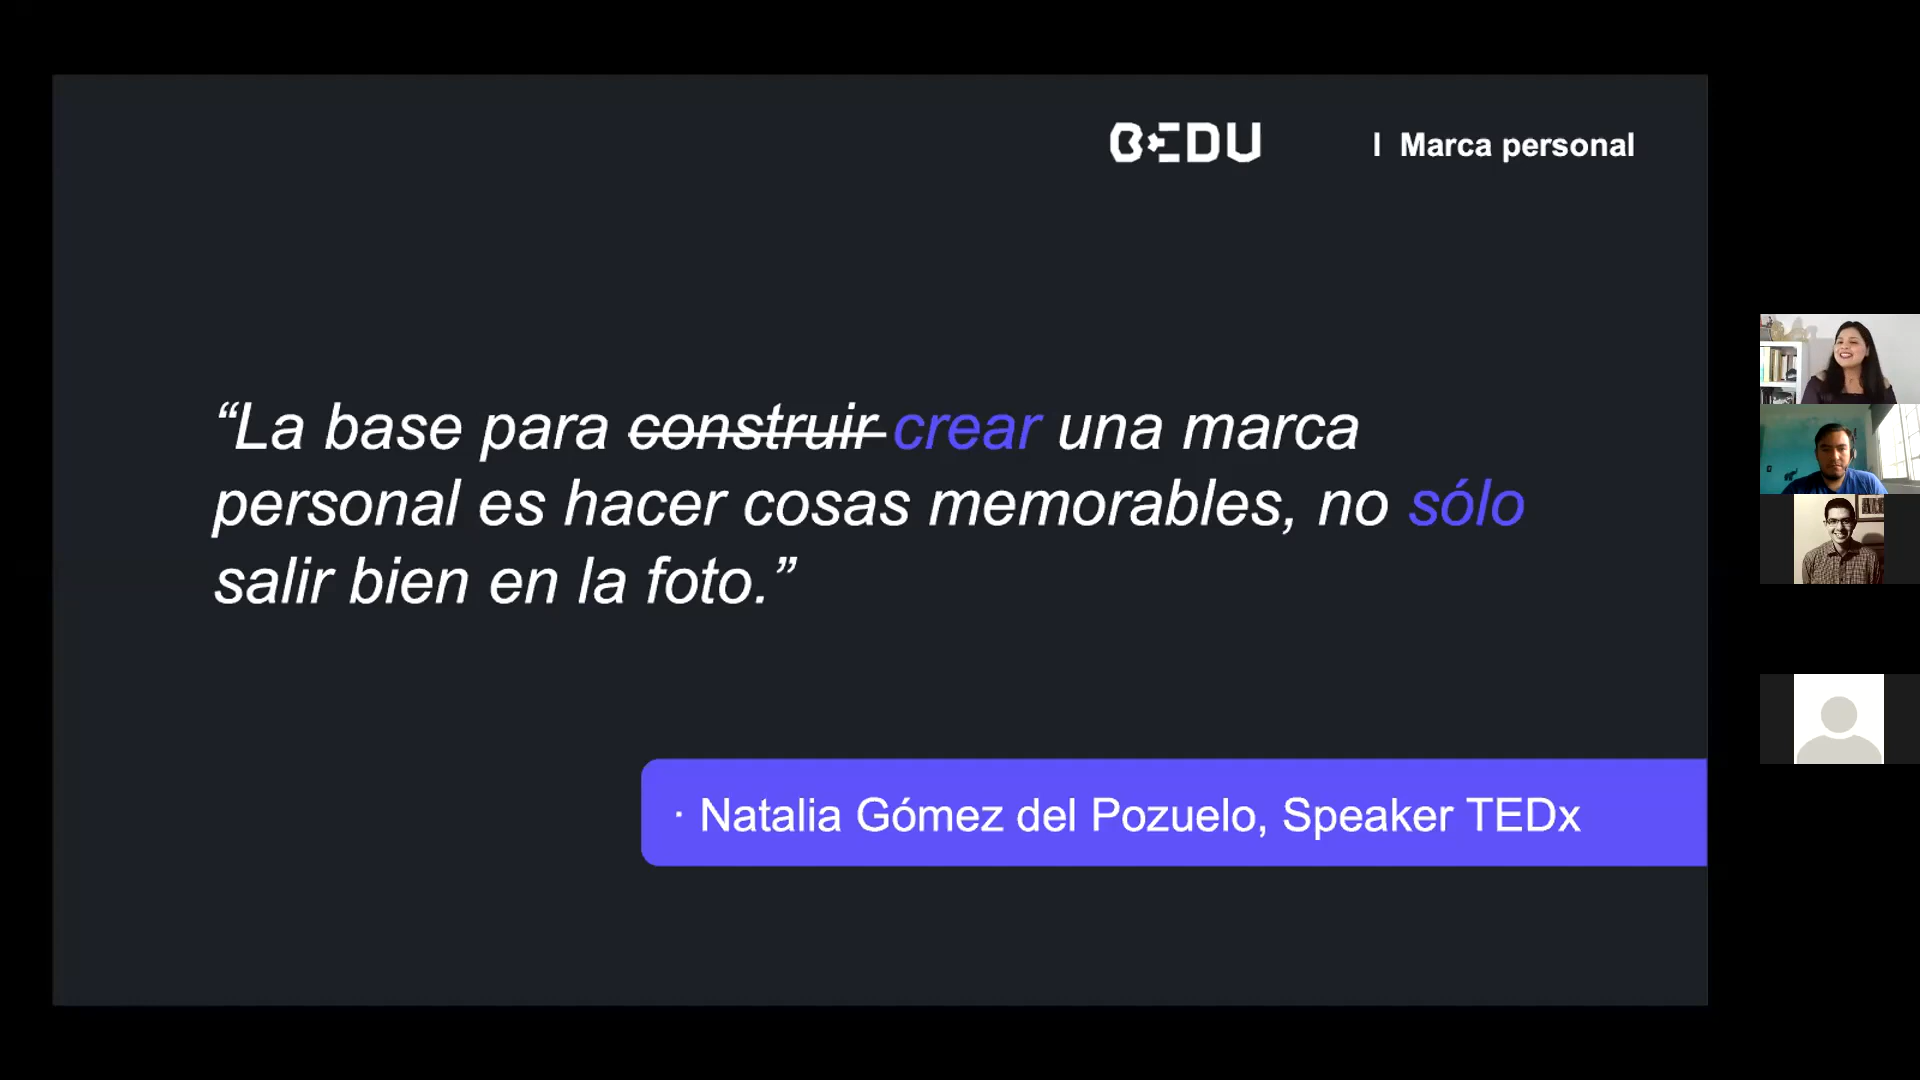 BEDU
| Marca personal
“La base para construir crear una marca
personal es hacer cosas memorables, no sólo
salir bien en la foto.”
· Natalia Gómez del Pozuelo, Speaker TEDx